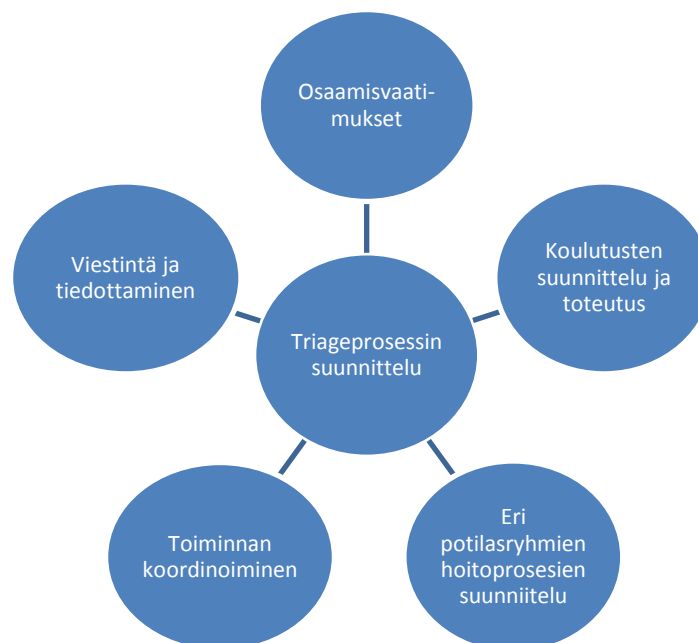 Osaamisvaati-
mukset
Viestintä ja
tiedottaminen
Koulutusten
suunnittelu ja
toteutus
Triageprosessin
suunnittelu
Toiminnan
koordinoiminen
Eri
potilasryhmien
hoitoprosesien
suunniitelu